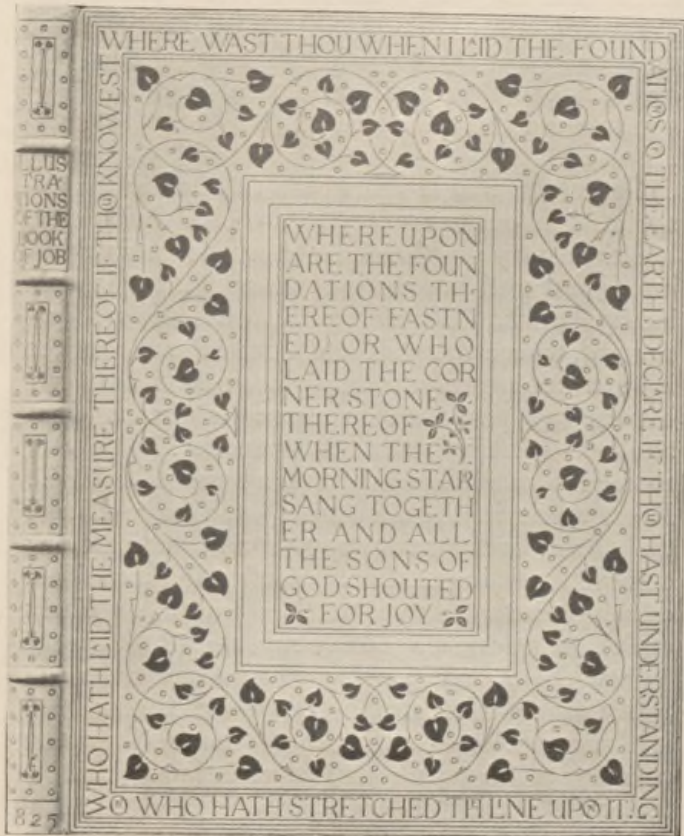 ILLUS
TRA-
TIONS
OF THE
BOOK
OF JOB
825
WHERE WAST THOU WHEN I LAID THE FOUND
ATIONS OF THE EARTH: DECLARE IF THOU HAST UNDERSTANDING
WHO HATH LAID THE MEASURE THEREOF IF THOU KNOWEST
OR WHO HATH STRETCHED THE LINE UPON IT:
WHEREUPON
ARE THE FOUN
DATIONS TH-
EREOF FASTN
ED? OR WHO
LAID THE COR
NER STONE
THEREOF
WHEN THE
MORNING STAR
SANG TOGETH
ER AND ALL
THE SONS OF
GOD SHOUTED
FOR JOY